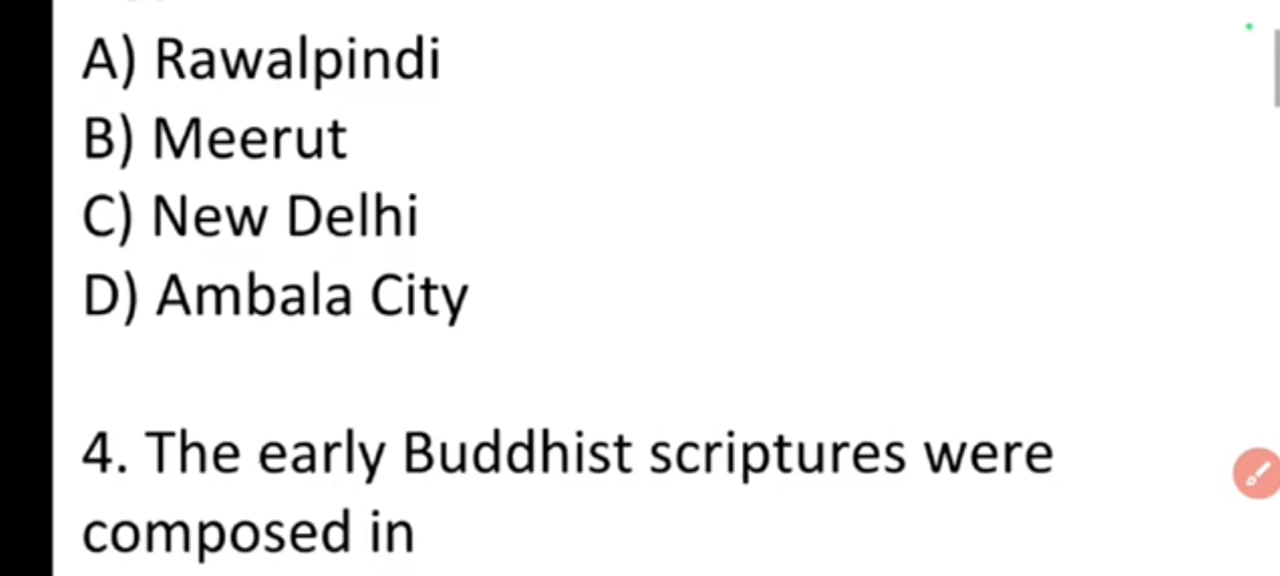 A) Rawalpindi
B) Meerut
C) New Delhi
D) Ambala City
4. The early Buddhist scriptures were
composed in